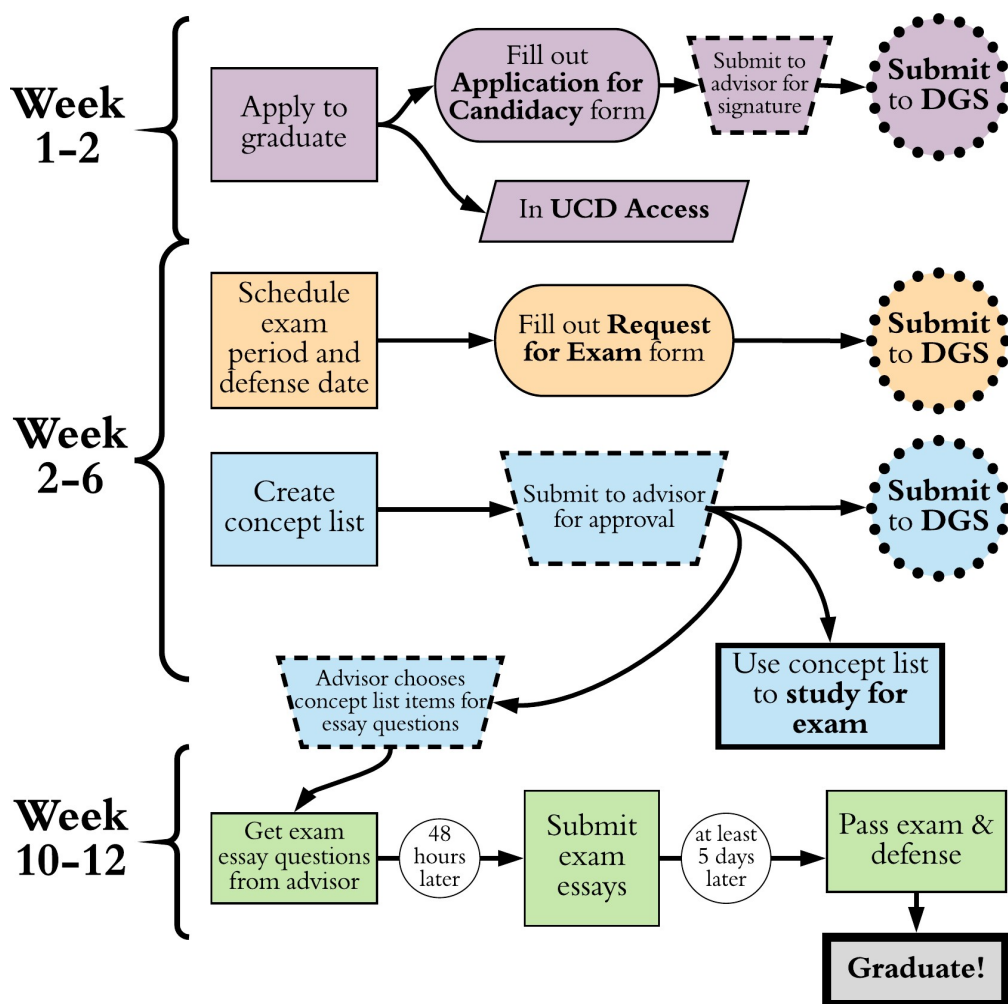 Week
1-2
Apply to
graduate
Fill out
Application for
Candidacy form
Submit to
advisor for
signature
Submit
to DGS
In UCD Access
Week
2-6
Schedule
exam
period and
defense date
Fill out Request
for Exam form
Submit
to DGS
Create
concept list
Submit to advisor
for approval
Submit
to DGS
Use concept list
to study for
exam
Advisor chooses
concept list items for
essay questions
Week
10-12
Get exam
essay questions
from advisor
48
hours
later
Submit
exam
essays
at least
5 days
later
Pass exam &
defense
Graduate!